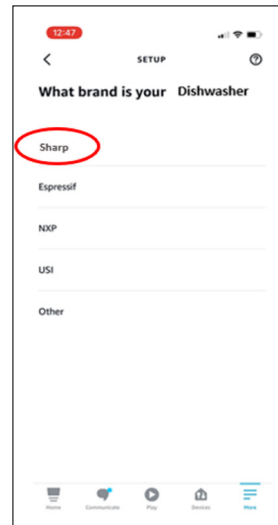 12:47
SETUP
What brand is your Dishwasher
Sharp
Espressif
NXP
USI
Other
Home Communicate Play Devices More